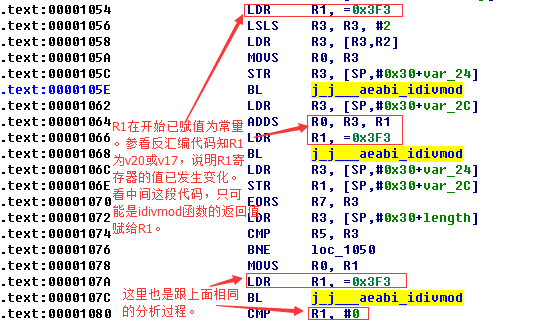 .text:00001054 LDR R1, =0x3F3
.text:00001056 LSLS R3, R3, #2
.text:00001058 LDR R3, [R3,R2]
.text:0000105A MOVS R0, R3
.text:0000105C STR R3, [SP,#0x30+var_24]
.text:0000105E BL j_j___aeabi_idivmod
.text:00001062 LDR R3, [SP,#0x30+var_2C]
.text:00001064 ADDS R0, R3, R1
.text:00001066 LDR R1, =0x3F3
.text:00001068 BL j_j___aeabi_idivmod
.text:0000106C LDR R3, [SP,#0x30+var_24]
.text:0000106E STR R1, [SP,#0x30+var_2C]
.text:00001070 EORS R7, R3
.text:00001072 LDR R3, [SP,#0x30+length]
.text:00001074 CMP R5, R3
.text:00001076 BNE loc_1050
.text:00001078 MOVS R0, R1
.text:0000107A LDR R1, =0x3F3
.text:0000107C BL j_j___aeabi_idivmod
.text:00001080 CMP R1, #0
R1在开始已赋值为常量
。参看反汇编代码知R1
为v20或v17，说明R1寄
存器的值已发生变化。
看中间这段代码，只可
能是idivmod函数的返回值
赋给R1。
这里也是跟上面相同
的分析过程。